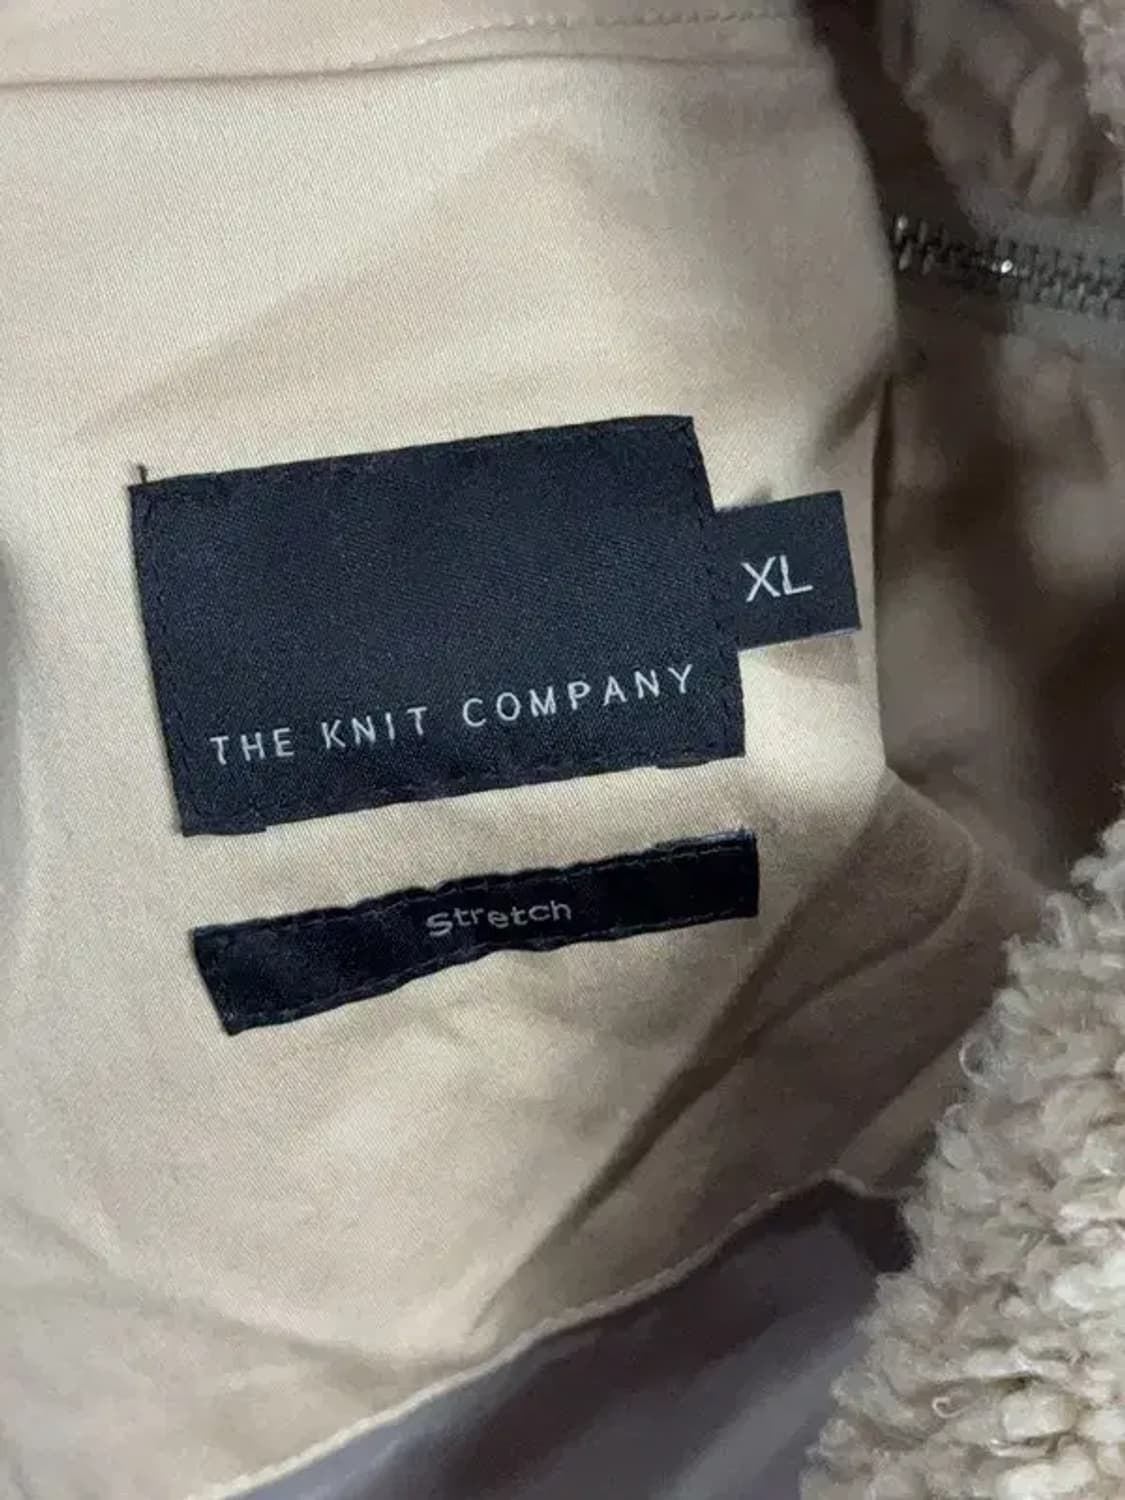 XL
THE KNIT COMPANY
Stretch